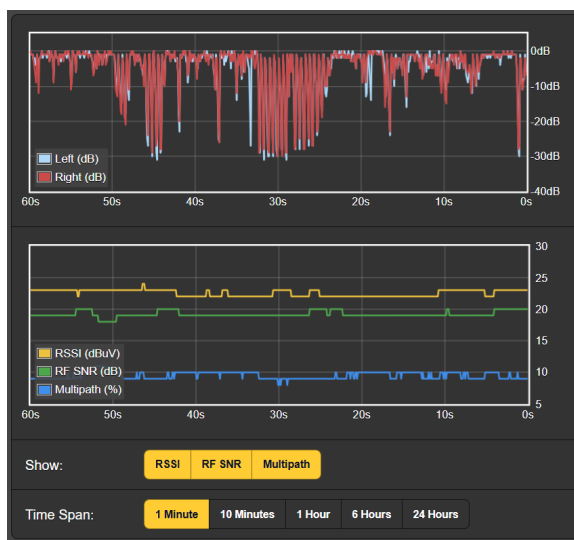 0dB
-10dB
-20dB
-30dB
-40dB
Left (dB)
Right (dB)
60s 50s 40s 30s 20s 10s 0s
30
25
20
15
10
5
RSSI (dBuV)
RF SNR (dB)
Multipath (%)
60s 50s 40s 30s 20s 10s 0s
Show: RSSI RF SNR Multipath
Time Span: 1 Minute 10 Minutes 1 Hour 6 Hours 24 Hours